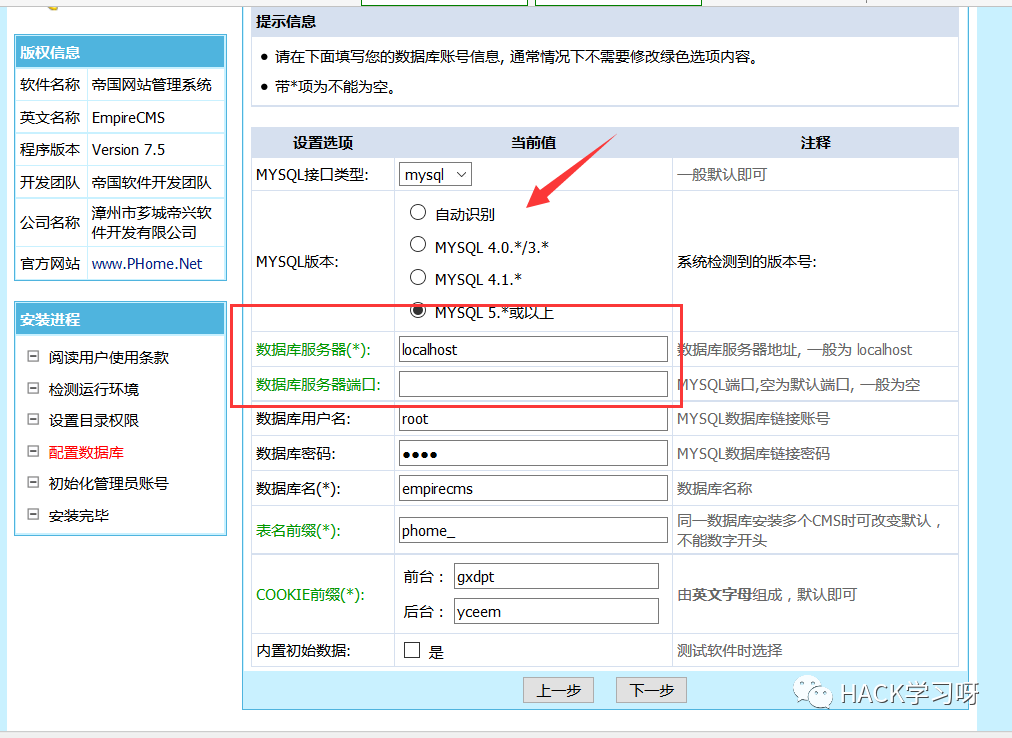 版权信息
软件名称 帝国网站管理系统
英文名称 EmpireCMS
程序版本 Version 7.5
开发团队 帝国软件开发团队
公司名称 漳州市芗城帝兴软
件开发有限公司
官方网站 www.PHome.Net
安装进程
阅读用户使用条款
检测运行环境
设置目录权限
配置数据库
初始化管理员账号
安装完毕
提示信息
● 请在下面填写您的数据库账号信息, 通常情况下不需要修改绿色选项内容。
● 带*项为不能为空。
设置选项 当前值 注释
MYSQL接口类型: mysql 一般默认即可
MYSQL版本: 系统检测到的版本号:
自动识别
MYSQL 4.0.*/3.*
MYSQL 4.1.*
MYSQL 5.*或以上
数据库服务器(*): localhost 数据库服务器地址, 一般为 localhost
数据库服务器端口: MYSQL端口,空为默认端口, 一般为空
数据库用户名: root MYSQL数据库链接账号
数据库密码: ●●●● MYSQL数据库链接密码
数据库名(*): empirecms 数据库名称
表名前缀(*): phome_ 同一数据库安装多个CMS时可改变默认，
不能数字开头
COOKIE前缀(*): 前台： gxdpt 由英文字母组成，默认即可
后台： yceem
内置初始数据: 是 测试软件时选择
上一步 下一步
HACK学习呀